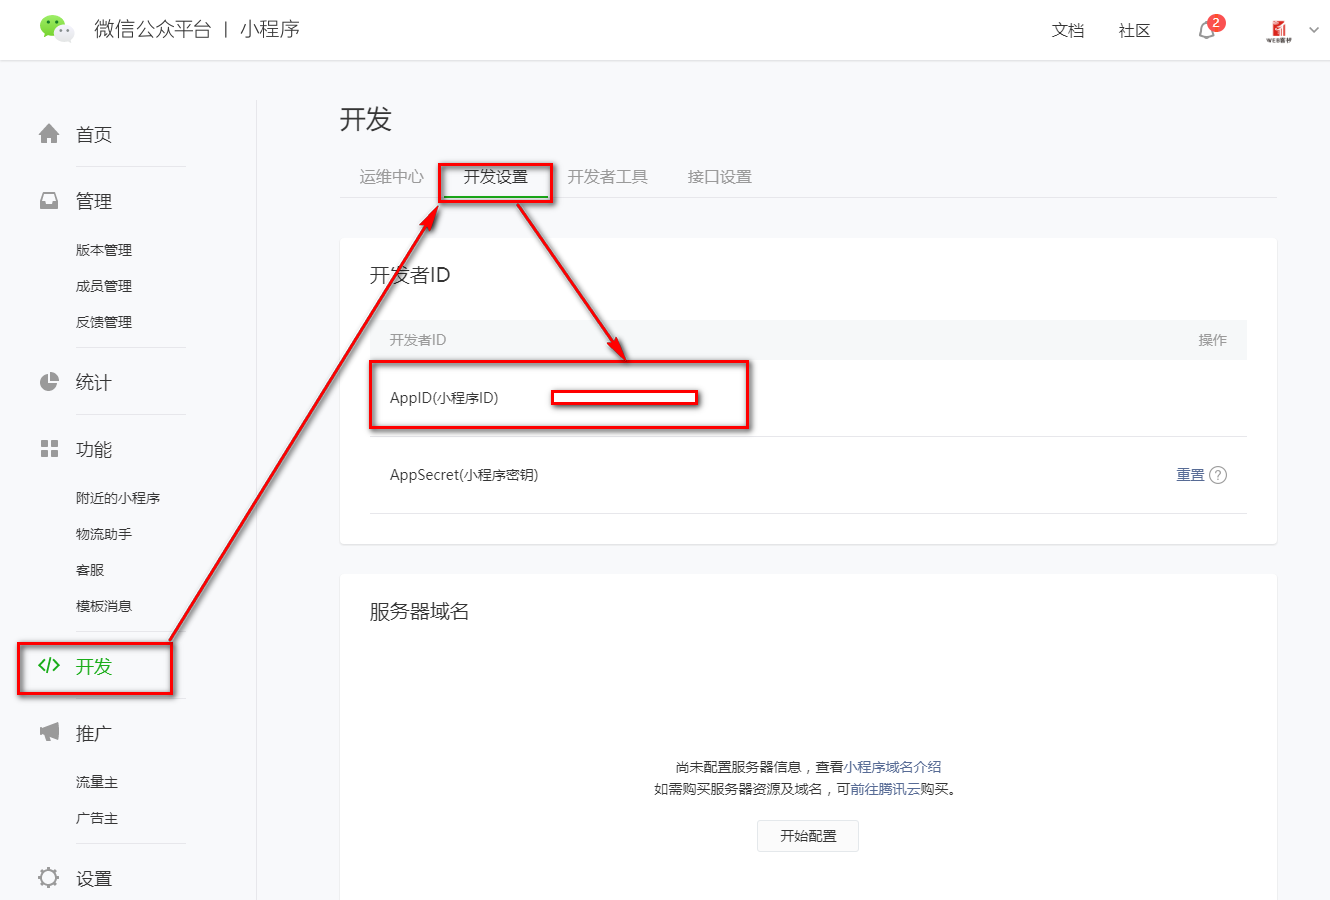 微信公众平台 | 小程序
文档
社区
2
WEB客栈
首页
管理
版本管理
成员管理
反馈管理
统计
功能
附近的小程序
物流助手
客服
模板消息
开发
推广
流量主
广告主
设置
开发
运维中心
开发设置
开发者工具
接口设置
开发者ID
开发者ID
操作
AppID(小程序ID)
AppSecret(小程序密钥)
重置 ?
服务器域名
尚未配置服务器信息，查看小程序域名介绍
如需购买服务器资源及域名，可前往腾讯云购买。
开始配置